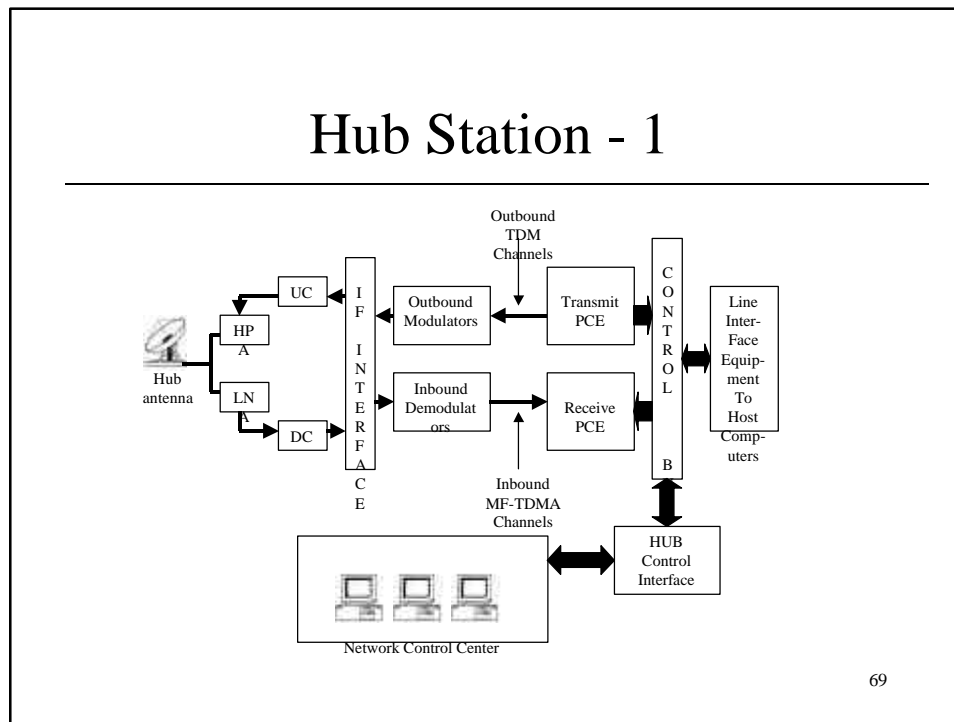 Hub Station - 1
Outbound
TDM
Channels
UC
HP
A
Hub
antenna
LN
A
DC
I
F
I
N
T
E
R
F
A
C
E
Outbound
Modulators
Inbound
Demodulat
ors
Transmit
PCE
Receive
PCE
Inbound
MF-TDMA
Channels
C
O
N
T
R
O
L
B
Line
Inter-
Face
Equip-
ment
To
Host
Comp-
uters
HUB
Control
Interface
Network Control Center
69